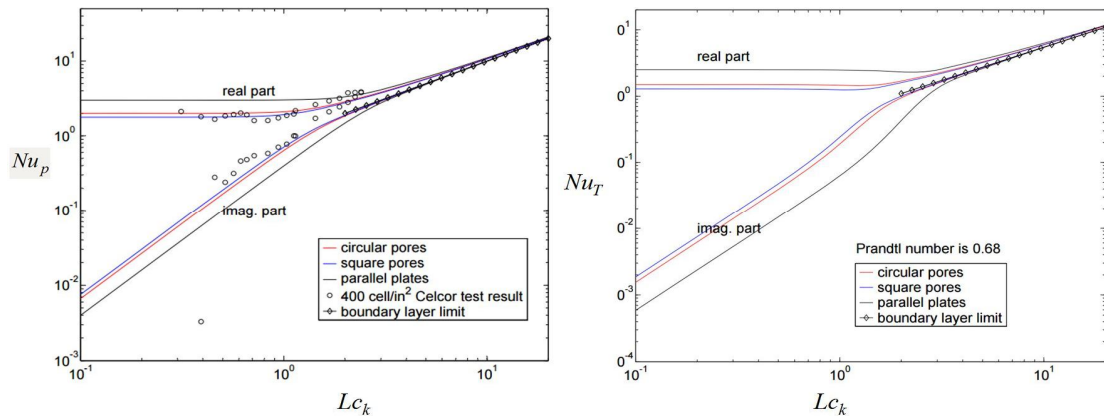 10^1
10^0
10^-1
10^-2
10^-3
Nu_p
real part
imag. part
circular pores
square pores
parallel plates
400 cell/in^2 Celcor test result
boundary layer limit
10^-1
10^0
10^1
Lc_k
10^1
10^0
10^-1
10^-2
10^-3
10^-4
Nu_T
real part
imag. part
Prandtl number is 0.68
circular pores
square pores
parallel plates
boundary layer limit
10^-1
10^0
10^1
Lc_k